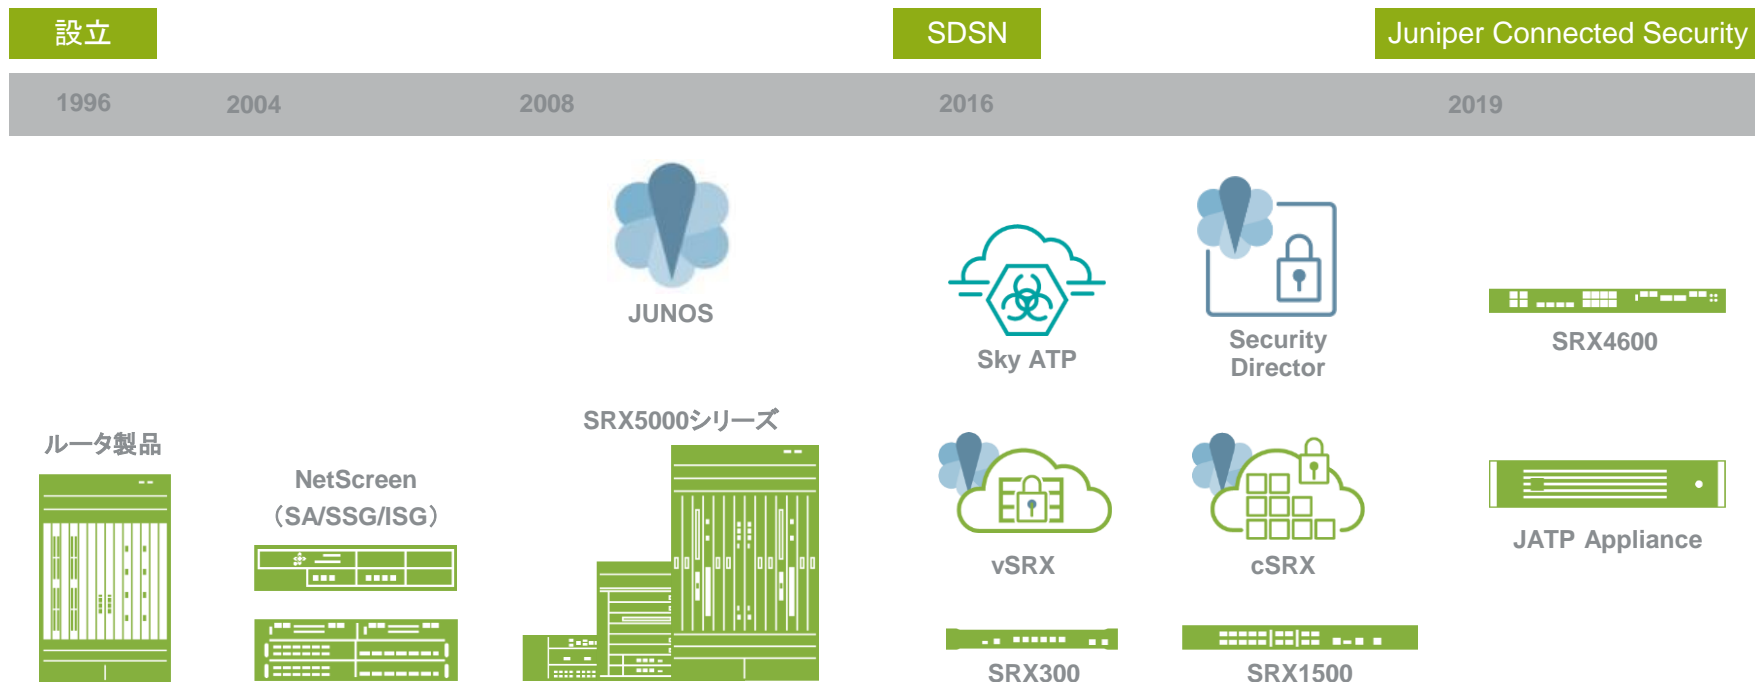 設立
SDSN
Juniper Connected Security
1996
2004
2008
2016
2019
JUNOS
Sky ATP
Security
Director
SRX4600
ルータ製品
NetScreen
（SA/SSG/ISG）
SRX5000シリーズ
vSRX
cSRX
JATP Appliance
SRX300
SRX1500